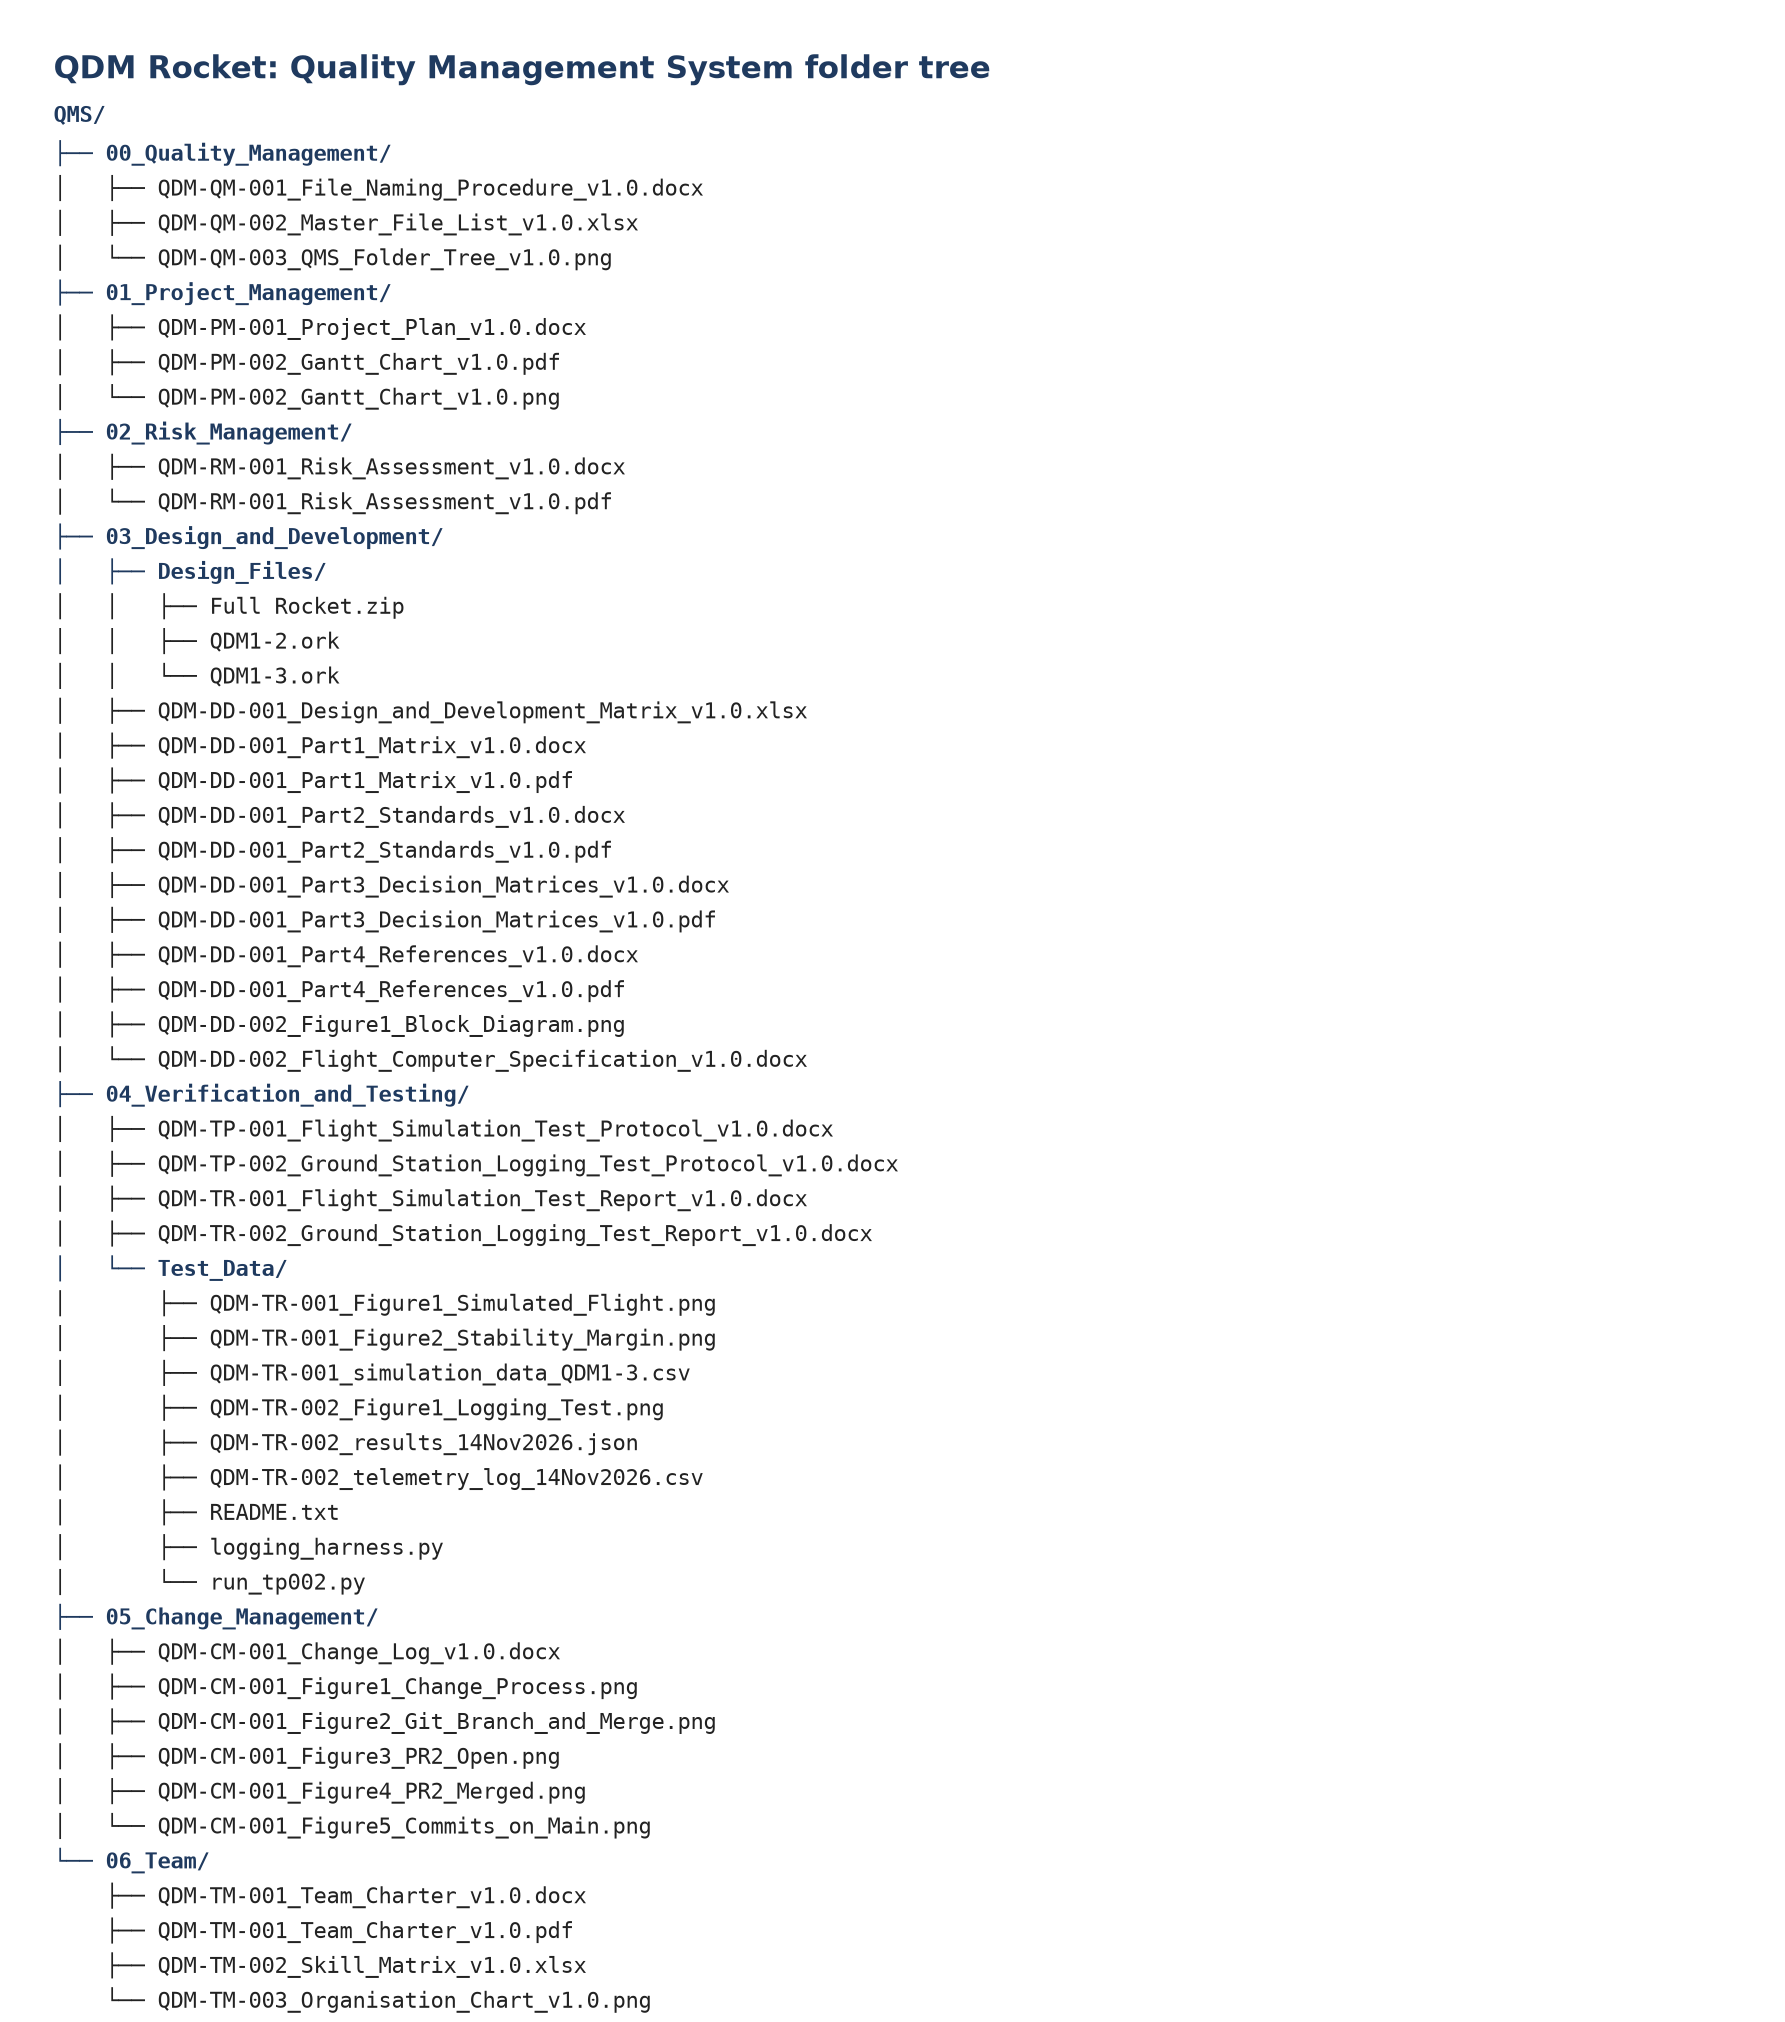 QDM Rocket: Quality Management System folder tree
QMS/
├── 00_Quality_Management/
│   ├── QDM-QM-001_File_Naming_Procedure_v1.0.docx
│   ├── QDM-QM-002_Master_File_List_v1.0.xlsx
│   └── QDM-QM-003_QMS_Folder_Tree_v1.0.png
├── 01_Project_Management/
│   ├── QDM-PM-001_Project_Plan_v1.0.docx
│   ├── QDM-PM-002_Gantt_Chart_v1.0.pdf
│   └── QDM-PM-002_Gantt_Chart_v1.0.png
├── 02_Risk_Management/
│   ├── QDM-RM-001_Risk_Assessment_v1.0.docx
│   └── QDM-RM-001_Risk_Assessment_v1.0.pdf
├── 03_Design_and_Development/
│   ├── Design_Files/
│   │   ├── Full Rocket.zip
│   │   ├── QDM1-2.ork
│   │   └── QDM1-3.ork
│   ├── QDM-DD-001_Design_and_Development_Matrix_v1.0.xlsx
│   ├── QDM-DD-001_Part1_Matrix_v1.0.docx
│   ├── QDM-DD-001_Part1_Matrix_v1.0.pdf
│   ├── QDM-DD-001_Part2_Standards_v1.0.docx
│   ├── QDM-DD-001_Part2_Standards_v1.0.pdf
│   ├── QDM-DD-001_Part3_Decision_Matrices_v1.0.docx
│   ├── QDM-DD-001_Part3_Decision_Matrices_v1.0.pdf
│   ├── QDM-DD-001_Part4_References_v1.0.docx
│   ├── QDM-DD-001_Part4_References_v1.0.pdf
│   ├── QDM-DD-002_Figure1_Block_Diagram.png
│   └── QDM-DD-002_Flight_Computer_Specification_v1.0.docx
├── 04_Verification_and_Testing/
│   ├── QDM-TP-001_Flight_Simulation_Test_Protocol_v1.0.docx
│   ├── QDM-TP-002_Ground_Station_Logging_Test_Protocol_v1.0.docx
│   ├── QDM-TR-001_Flight_Simulation_Test_Report_v1.0.docx
│   ├── QDM-TR-002_Ground_Station_Logging_Test_Report_v1.0.docx
│   └── Test_Data/
│       ├── QDM-TR-001_Figure1_Simulated_Flight.png
│       ├── QDM-TR-001_Figure2_Stability_Margin.png
│       ├── QDM-TR-001_simulation_data_QDM1-3.csv
│       ├── QDM-TR-002_Figure1_Logging_Test.png
│       ├── QDM-TR-002_results_14Nov2026.json
│       ├── QDM-TR-002_telemetry_log_14Nov2026.csv
│       ├── README.txt
│       ├── logging_harness.py
│       └── run_tp002.py
├── 05_Change_Management/
│   ├── QDM-CM-001_Change_Log_v1.0.docx
│   ├── QDM-CM-001_Figure1_Change_Process.png
│   ├── QDM-CM-001_Figure2_Git_Branch_and_Merge.png
│   ├── QDM-CM-001_Figure3_PR2_Open.png
│   ├── QDM-CM-001_Figure4_PR2_Merged.png
│   └── QDM-CM-001_Figure5_Commits_on_Main.png
└── 06_Team/
    ├── QDM-TM-001_Team_Charter_v1.0.docx
    ├── QDM-TM-001_Team_Charter_v1.0.pdf
    ├── QDM-TM-002_Skill_Matrix_v1.0.xlsx
    └── QDM-TM-003_Organisation_Chart_v1.0.png